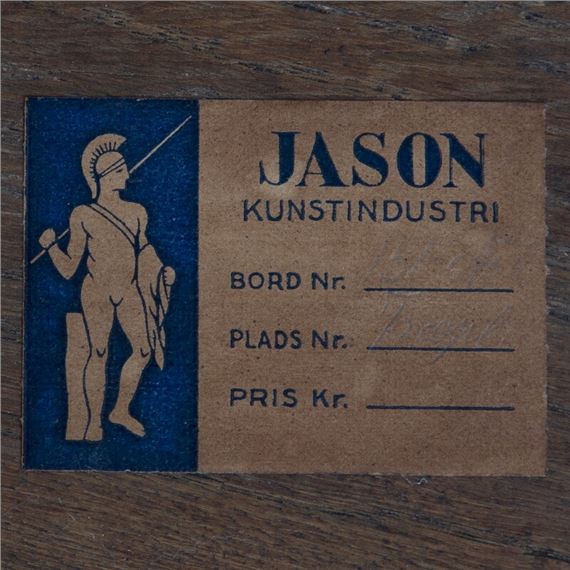 JASON
KUNSTINDUSTRI
BORD Nr.
PLADS Nr.
PRIS Kr.